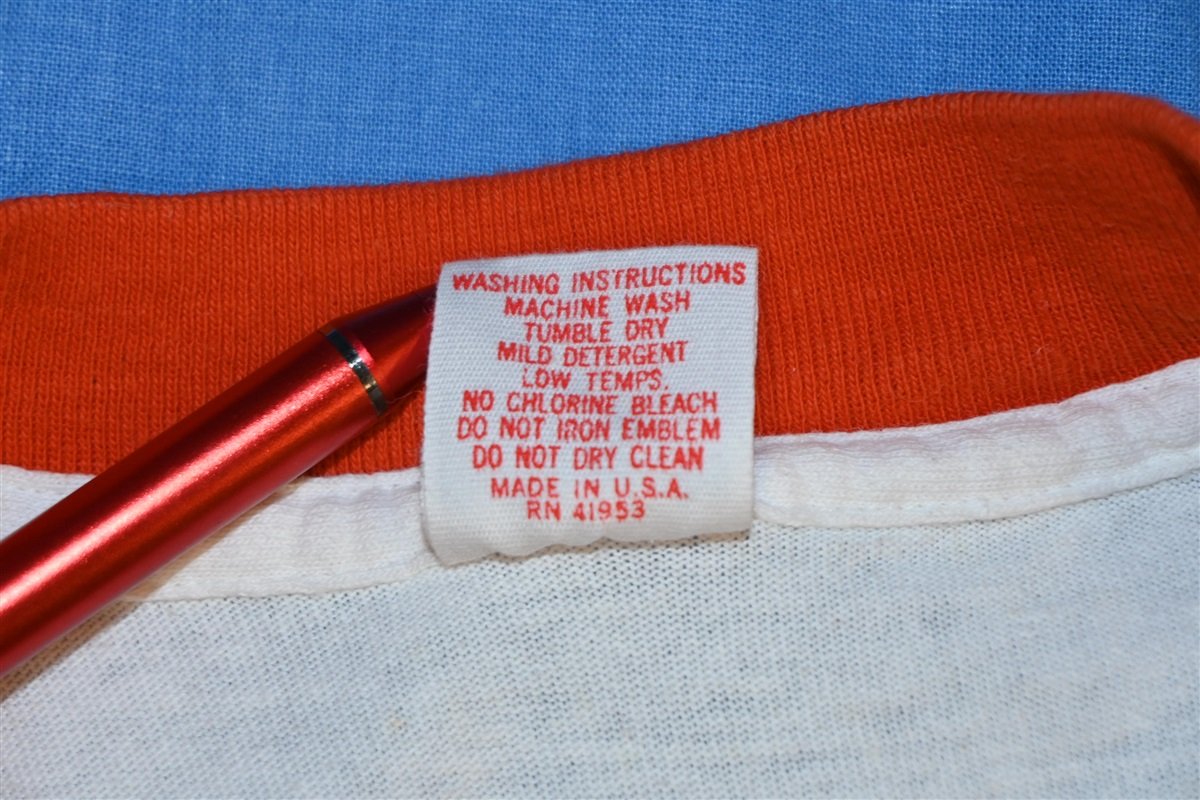 WASHING INSTRUCTIONS
MACHINE WASH
TUMBLE DRY
MILD DETERGENT
LOW TEMPS.
NO CHLORINE BLEACH
DO NOT IRON EMBLEM
DO NOT DRY CLEAN
MADE IN U.S.A.
RN 41953